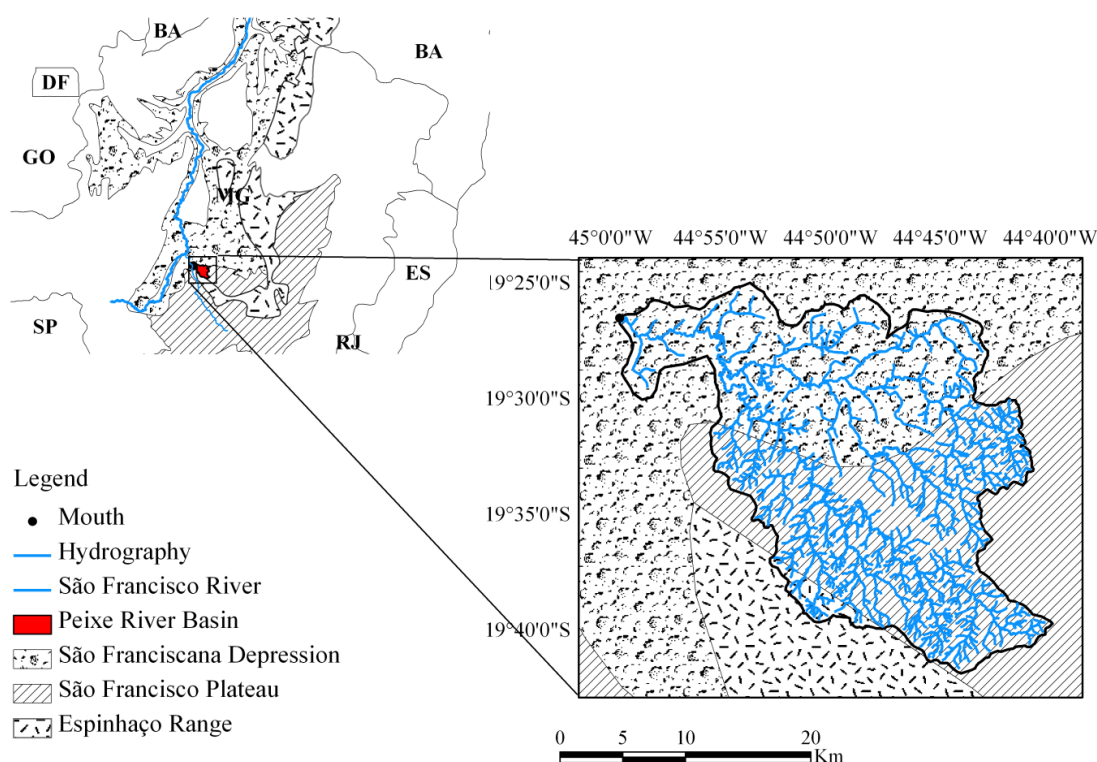 BA
BA
DF
GO
MG
ES
SP
RJ
45°0'0"W 44°55'0"W 44°50'0"W 44°45'0"W 44°40'0"W
19°25'0"S
19°30'0"S
19°35'0"S
19°40'0"S
Legend
Mouth
Hydrography
São Francisco River
Peixe River Basin
São Franciscana Depression
São Francisco Plateau
Espinhaço Range
0 5 10 20
Km